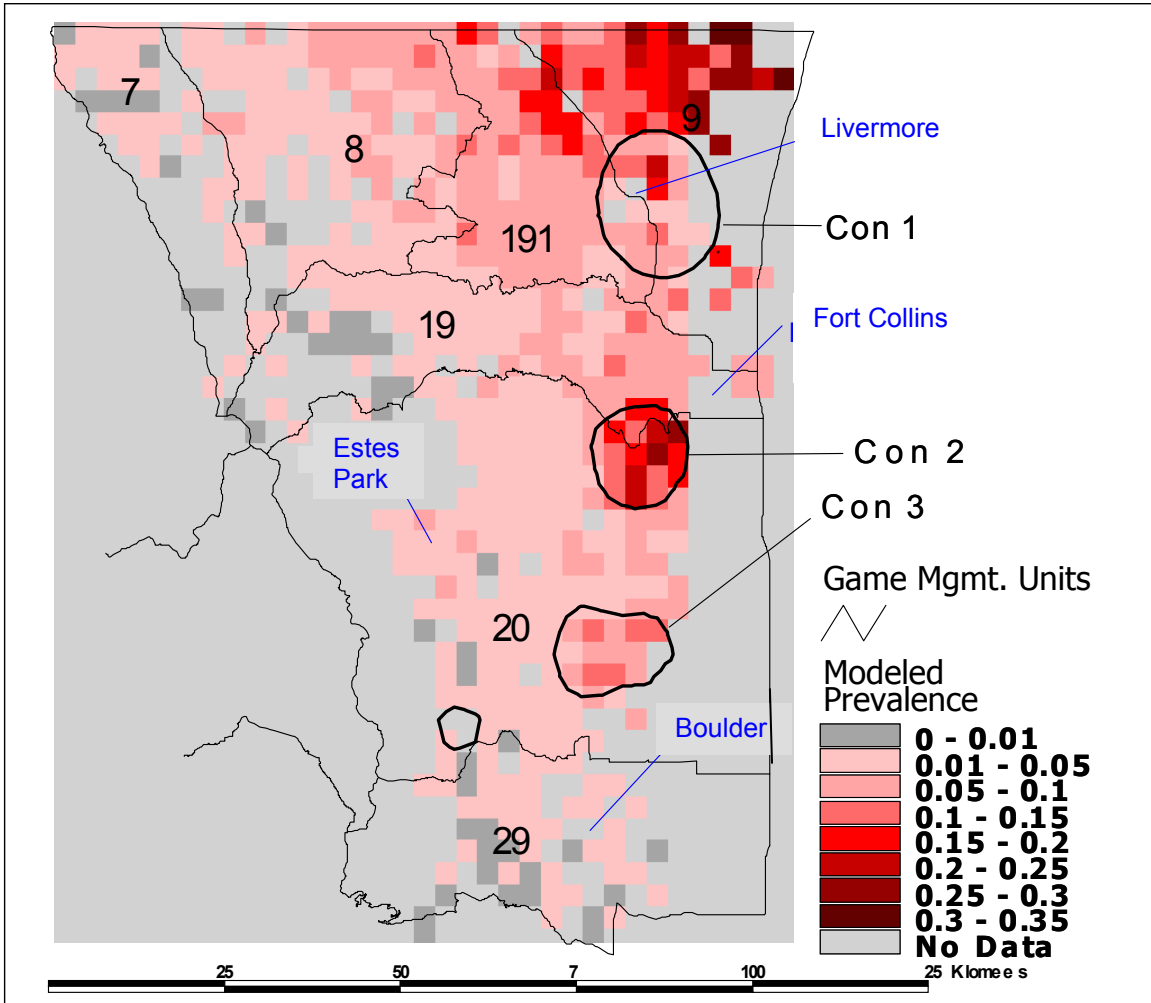 7
8
9
Livermore
191
Con 1
19
Fort Collins
Estes
Park
Con 2
Con 3
Game Mgmt. Units
20
Modeled
Prevalence
Boulder
0 - 0.01
0.01 - 0.05
0.05 - 0.1
0.1 - 0.15
0.15 - 0.2
0.2 - 0.25
0.25 - 0.3
0.3 - 0.35
No Data
29
25 50 7 100 25 Klomee s